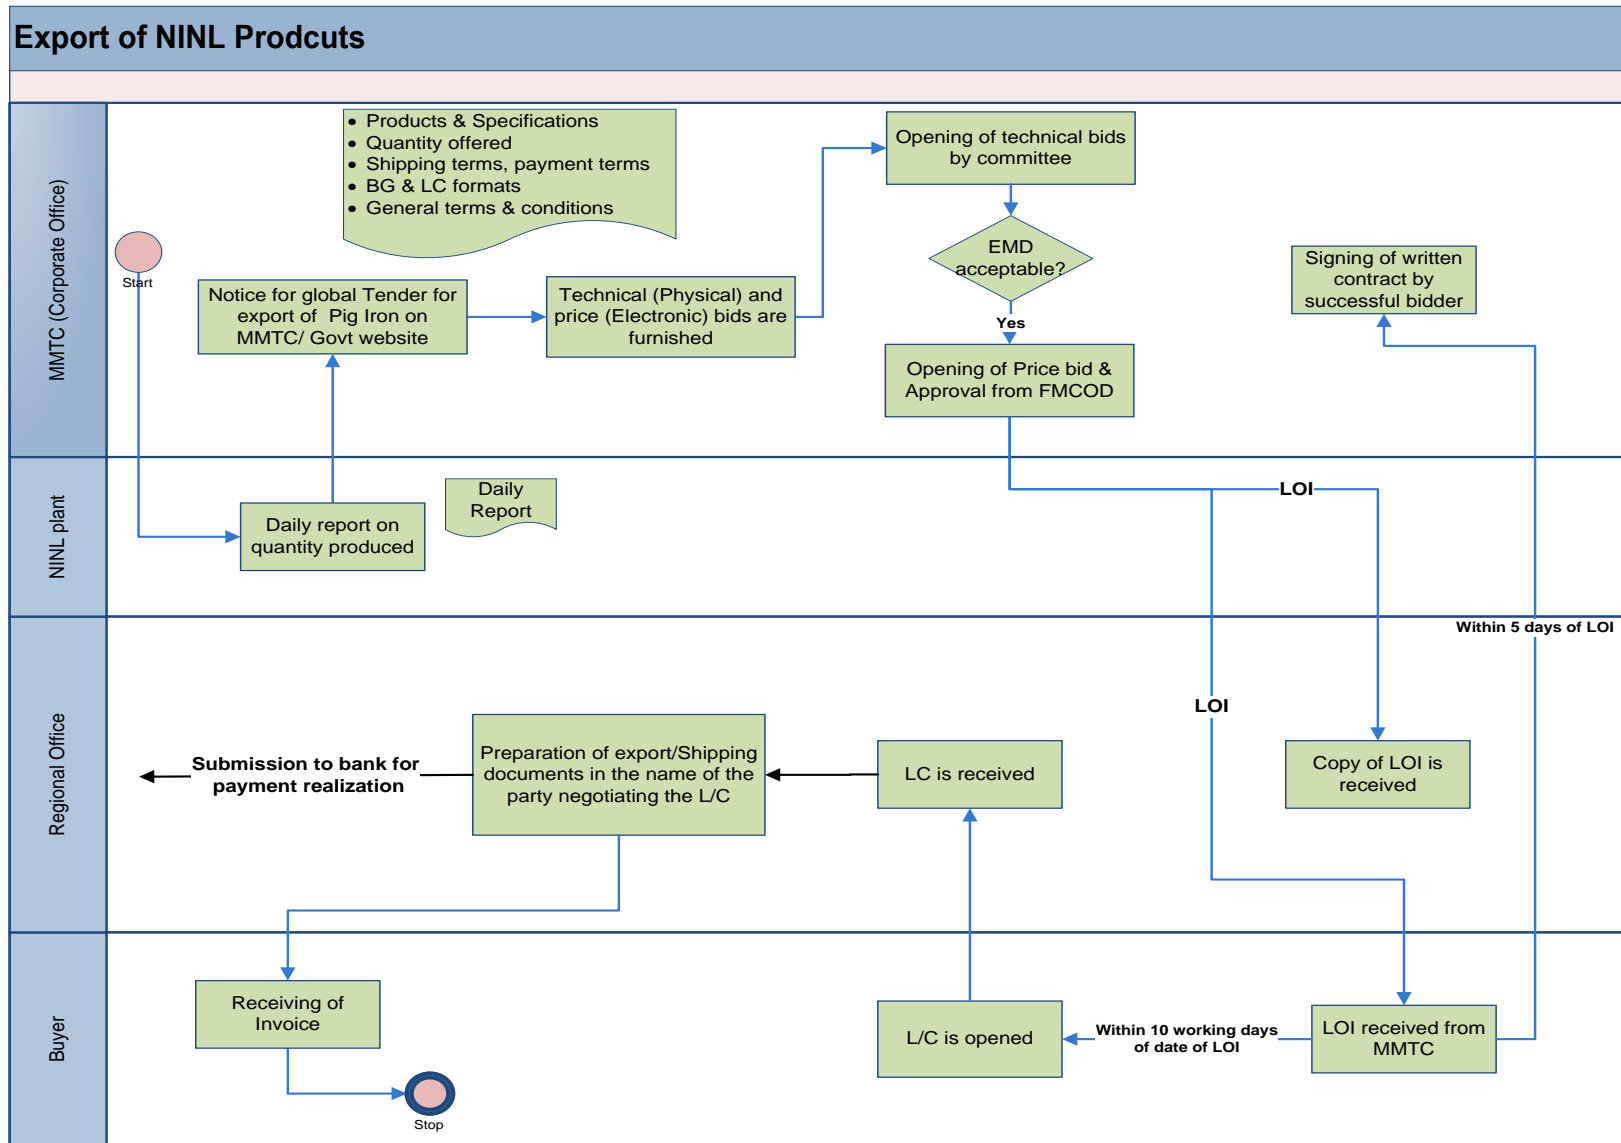 Export of NINL Prodcuts
MMTC (Corporate Office)
• Products & Specifications
• Quantity offered
• Shipping terms, payment terms
• BG & LC formats
• General terms & conditions
Start
Notice for global Tender for
export of Pig Iron on
MMTC/ Govt website
Technical (Physical) and
price (Electronic) bids are
furnished
Opening of technical bids
by committee
EMD
acceptable?
Yes
Opening of Price bid &
Approval from FMCOD
Signing of written
contract by
successful bidder
NINL plant
Daily report on
quantity produced
Daily
Report
LOI
Within 5 days of LOI
Regional Office
Submission to bank for
payment realization
Preparation of export/Shipping
documents in the name of the
party negotiating the L/C
LC is received
LOI
Copy of LOI is
received
Buyer
Receiving of
Invoice
Stop
L/C is opened
Within 10 working days
of date of LOI
LOI received from
MMTC